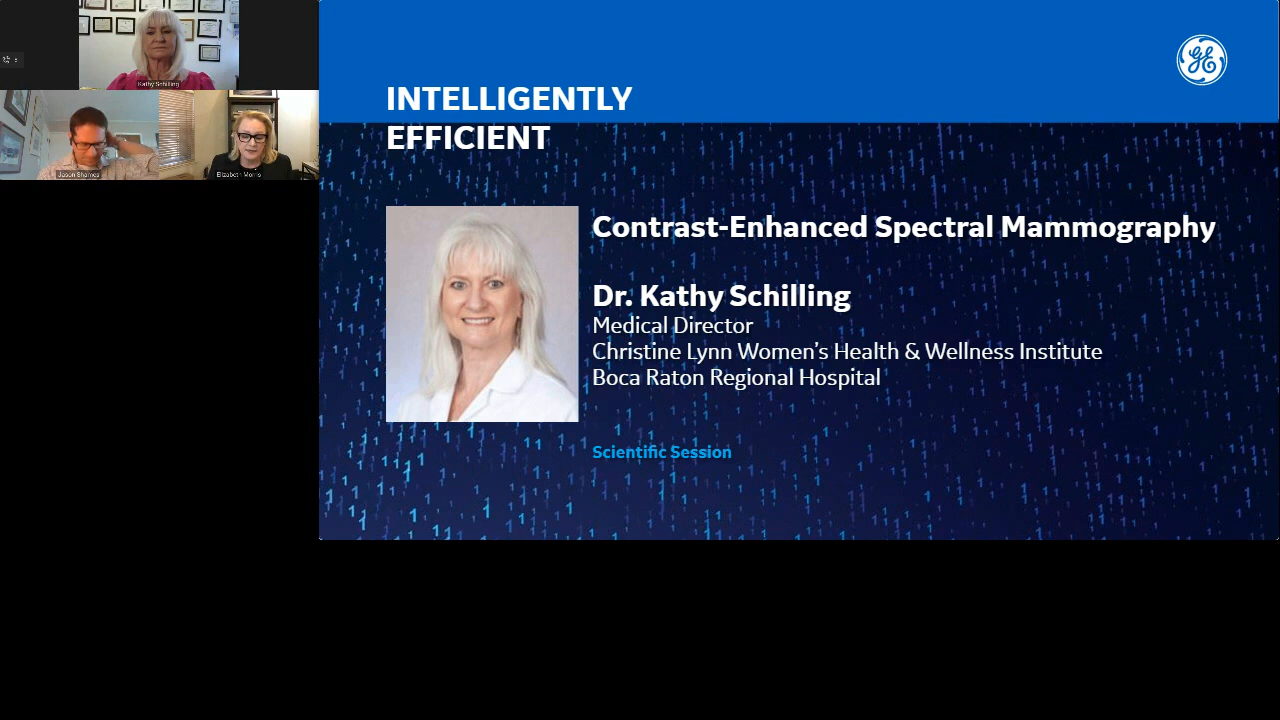 Kathy Schilling
Jason Shames
Elizabeth Morris
GE
INTELLIGENTLY
EFFICIENT
Contrast-Enhanced Spectral Mammography
Dr. Kathy Schilling
Medical Director
Christine Lynn Women's Health & Wellness Institute
Boca Raton Regional Hospital
Scientific Session